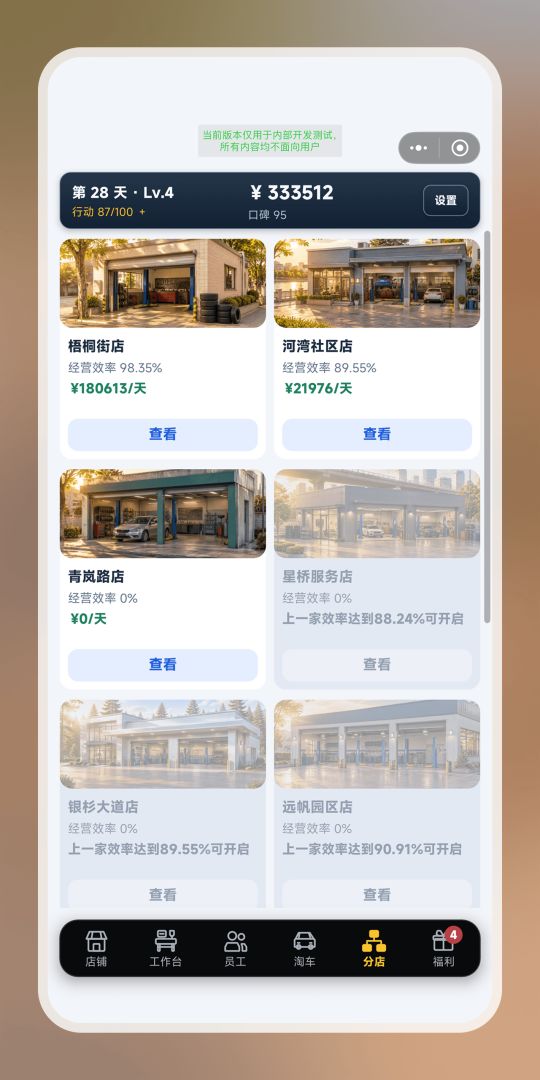 当前版本仅用于内部开发测试，
所有内容均不面向用户
第 28 天 · Lv.4
行动 87/100 +
¥ 333512
口碑 95
设置
梧桐街店
经营效率 98.35%
¥180613/天
查看
河湾社区店
经营效率 89.55%
¥21976/天
查看
青岚路店
经营效率 0%
¥0/天
查看
星桥服务店
经营效率 0%
上一家效率达到88.24%可开启
查看
银杉大道店
经营效率 0%
上一家效率达到89.55%可开启
查看
远帆园区店
经营效率 0%
上一家效率达到90.91%可开启
查看
店铺
工作台
员工
淘车
分店
4
福利